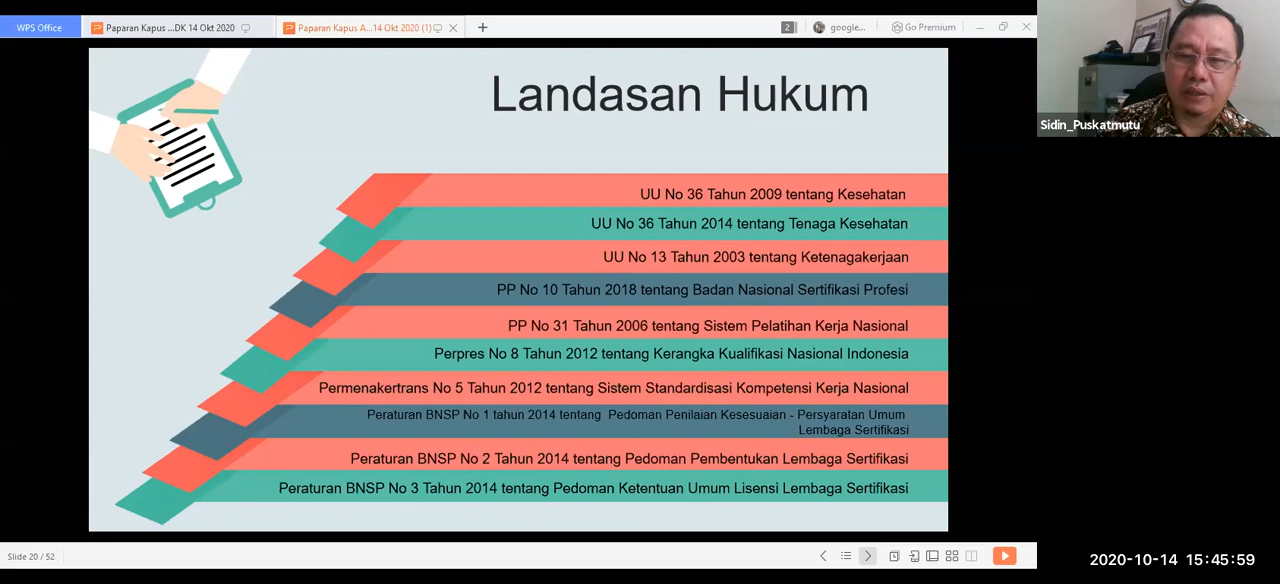 WPS Office
Paparan Kapus ...DK 14 Okt 2020
Paparan Kapus A...14 Okt 2020 (1)
2
google...
Go Premium
Sidin_Puskatmutu
Landasan Hukum
UU No 36 Tahun 2009 tentang Kesehatan
UU No 36 Tahun 2014 tentang Tenaga Kesehatan
UU No 13 Tahun 2003 tentang Ketenagakerjaan
PP No 10 Tahun 2018 tentang Badan Nasional Sertifikasi Profesi
PP No 31 Tahun 2006 tentang Sistem Pelatihan Kerja Nasional
Perpres No 8 Tahun 2012 tentang Kerangka Kualifikasi Nasional Indonesia
Permenakertrans No 5 Tahun 2012 tentang Sistem Standardisasi Kompetensi Kerja Nasional
Peraturan BNSP No 1 tahun 2014 tentang Pedoman Penilaian Kesesuaian - Persyaratan Umum
Lembaga Sertifikasi
Peraturan BNSP No 2 Tahun 2014 tentang Pedoman Pembentukan Lembaga Sertifikasi
Peraturan BNSP No 3 Tahun 2014 tentang Pedoman Ketentuan Umum Lisensi Lembaga Sertifikasi
Slide 20 / 52
2020-10-14 15:45:59